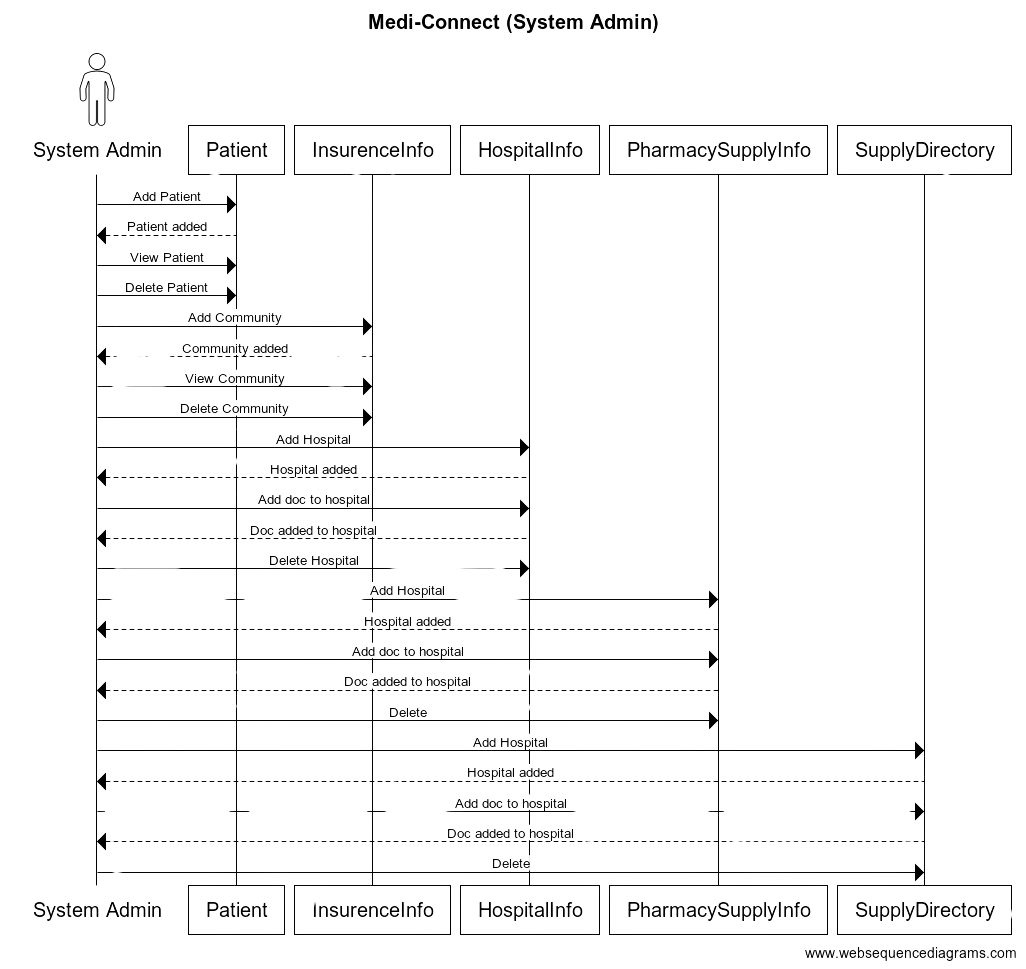 Medi-Connect (System Admin)
System Admin Patient InsurenceInfo HospitalInfo PharmacySupplyInfo SupplyDirectory
Add Patient
Patient added
View Patient
Delete Patient
Add Community
Community added
View Community
Delete Community
Add Hospital
Hospital added
Add doc to hospital
Doc added to hospital
Delete Hospital
Add Hospital
Hospital added
Add doc to hospital
Doc added to hospital
Delete
Add Hospital
Hospital added
Add doc to hospital
Doc added to hospital
Delete
System Admin Patient InsurenceInfo HospitalInfo PharmacySupplyInfo SupplyDirectory
www.websequencediagrams.com